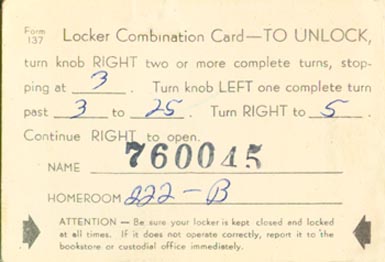 Form
137
Locker Combination Card—TO UNLOCK,
turn knob RIGHT two or more complete turns, stop-
ping at 3. Turn knob LEFT one complete turn
past 3 to 25. Turn RIGHT to 5.
Continue RIGHT to open.
NAME 760045
HOMEROOM 222-B
ATTENTION — Be sure your locker is kept closed and locked
at all times. If it does not operate correctly, report it to the
bookstore or custodial office immediately.